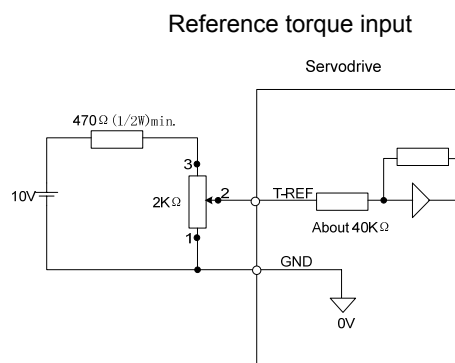 Reference torque input
Servodrive
470Ω(1/2W)min.
3
10V
2KΩ
2
T-REF
About 40KΩ
1
GND
0V